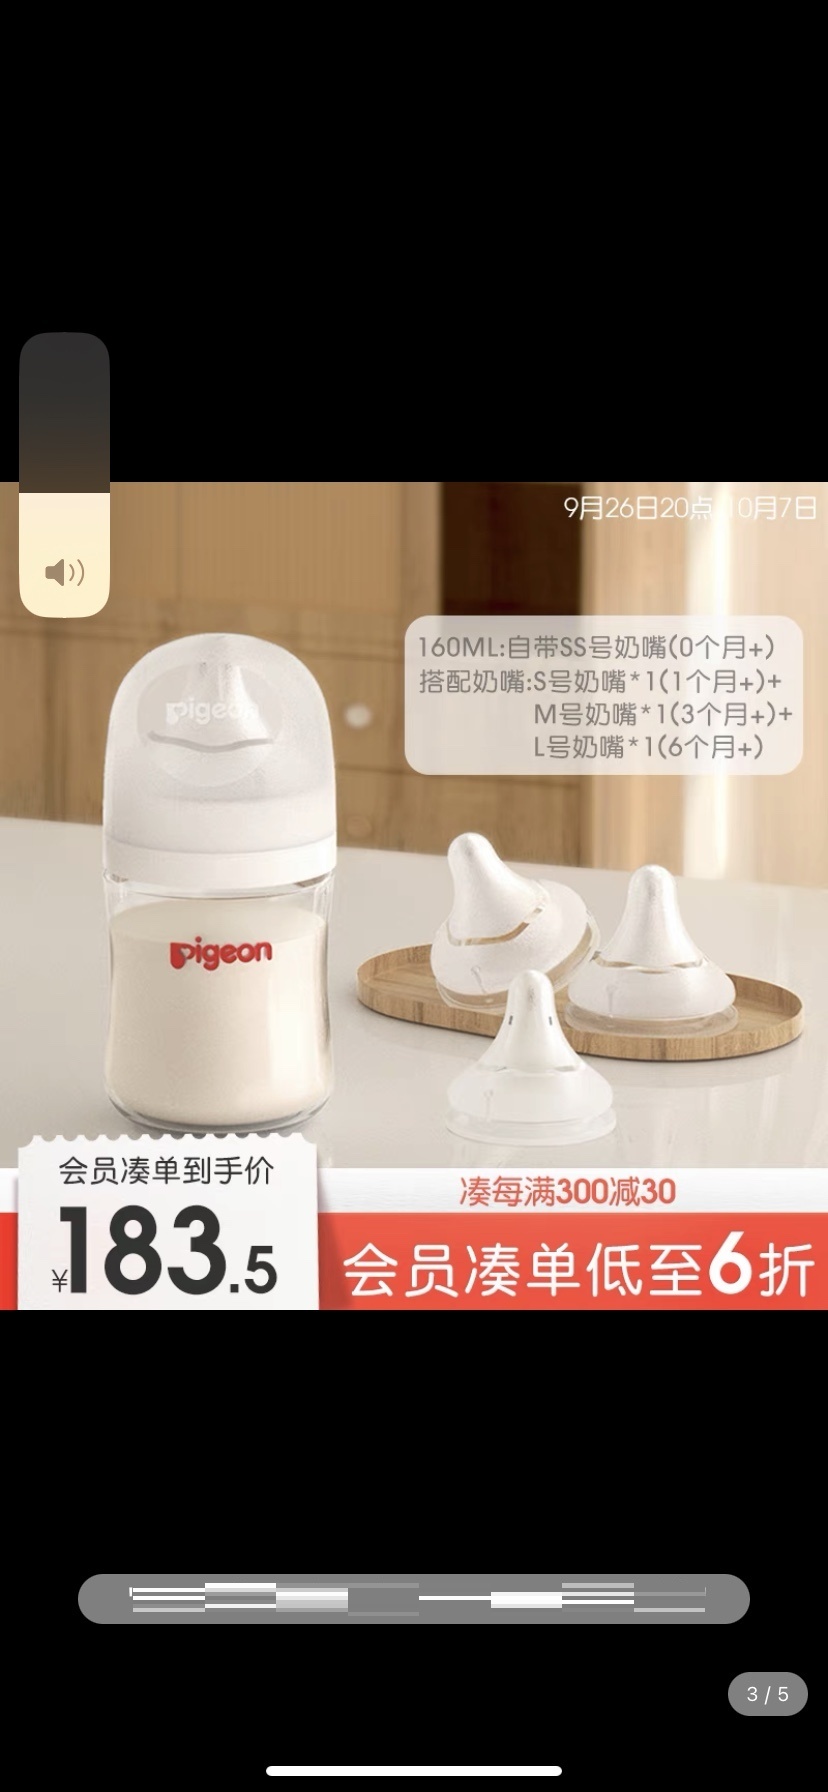 9月26日20点 10月7日
160ML:自带SS号奶嘴(0个月+)
搭配奶嘴:S号奶嘴*1(1个月+)+
M号奶嘴*1(3个月+)+
L号奶嘴*1(6个月+)
pigeon
pigeon
会员凑单到手价
¥183.5
凑每满300减30
会员凑单低至6折
3 / 5